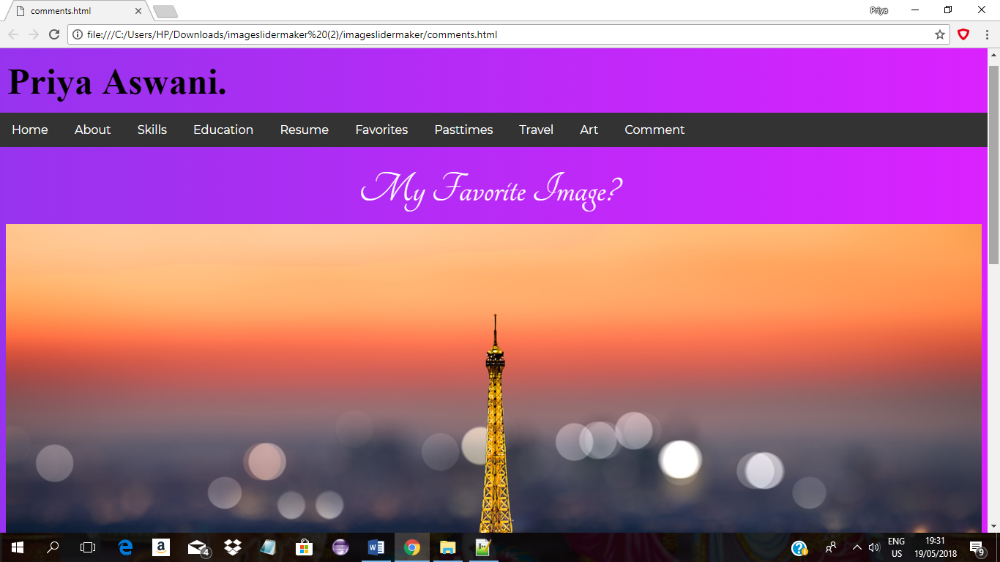 comments.html
Priya
file:///C:/Users/HP/Downloads/imageslidermaker%20(2)/imageslidermaker/comments.html
Priya Aswani.
Home About Skills Education Resume Favorites Pasttimes Travel Art Comment
My Favorite Image?
4
ENG
US
19:31
19/05/2018
9